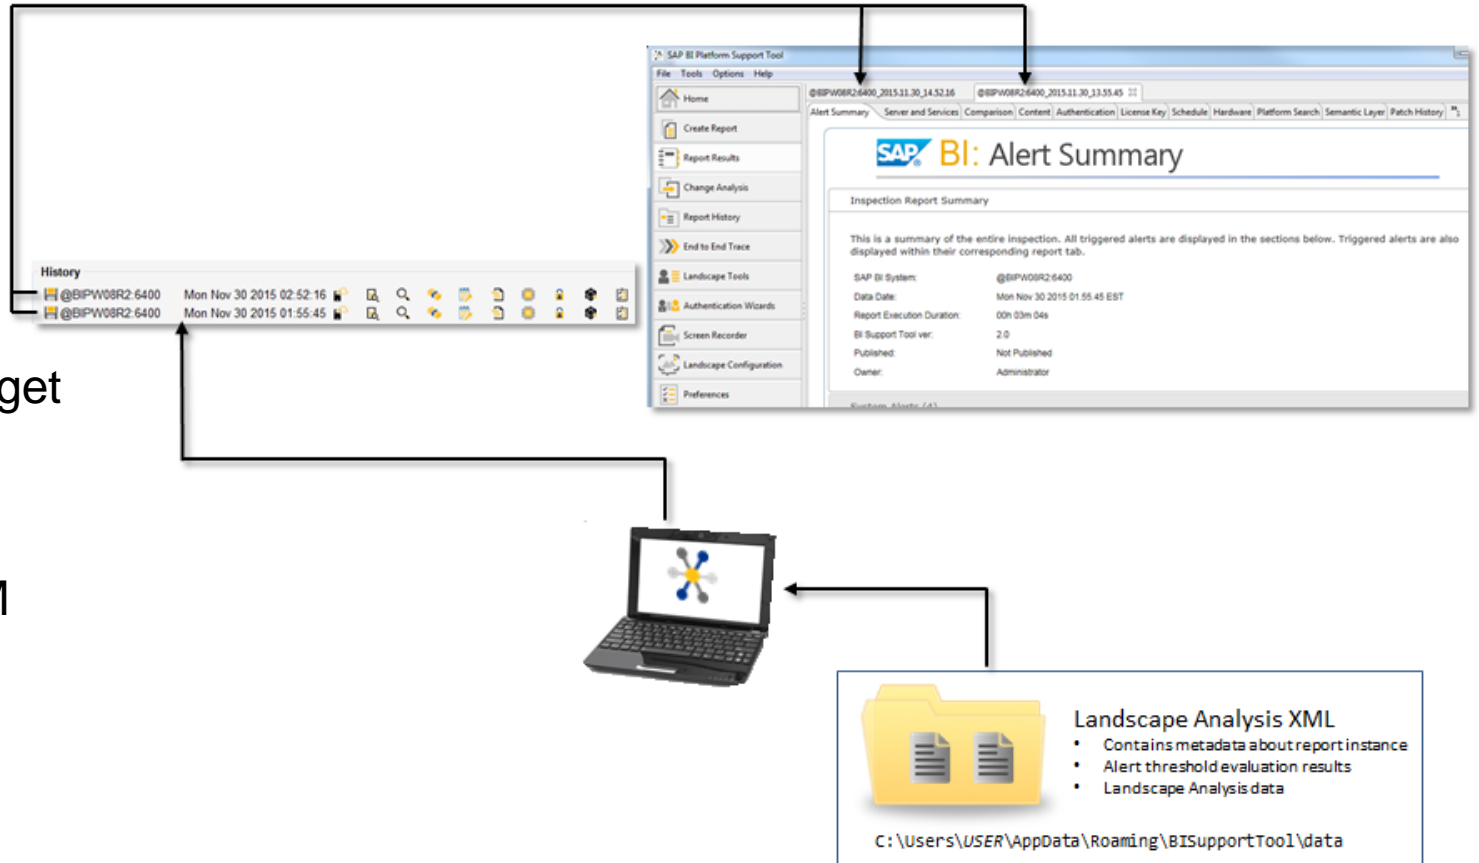 SAP BI Platform Support Tool
File Tools Options Help
Home
Create Report
Report Results
Change Analysis
Report History
End to End Trace
Landscape Tools
Authentication Wizards
Screen Recorder
Landscape Configuration
Preferences
@BIPW08R2:6400_2015.11.30_14.52.16 @BIPW08R2:6400_2015.11.30_13.55.45
Alert Summary Server and Services Comparison Content Authentication License Key Schedule Hardware Platform Search Semantic Layer Patch History
SAP BI: Alert Summary
Inspection Report Summary
This is a summary of the entire inspection. All triggered alerts are displayed in the sections below. Triggered alerts are also
displayed within their corresponding report tab.
SAP BI System: @BIPW08R2:6400
Data Date: Mon Nov 30 2015 01:55:45 EST
Report Execution Duration: 00h 03m 04s
BI Support Tool ver: 2.0
Published: Not Published
Owner: Administrator
System Alerts (4)
History
@BIPW08R2:6400 Mon Nov 30 2015 02:52:16
@BIPW08R2:6400 Mon Nov 30 2015 01:55:45
get
Landscape Analysis XML
• Contains metadata about report instance
• Alert threshold evaluation results
• Landscape Analysis data
C:\Users\USER\AppData\Roaming\BISupportTool\data